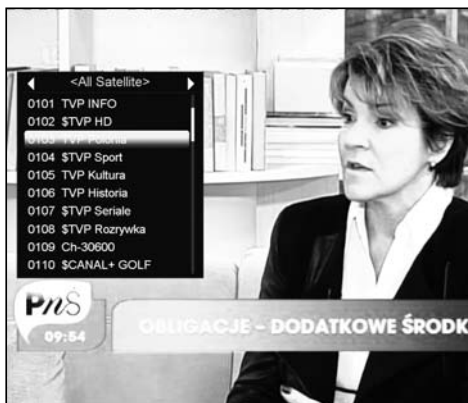 <All Satellite>
0101 TVP INFO
0102 $TVP HD
0103 TVP Polonia
0104 $TVP Sport
0105 TVP Kultura
0106 TVP Historia
0107 $TVP Seriale
0108 $TVP Rozrywka
0109 Ch-30600
0110 $CANAL+ GOLF
PnŚ
09:54
OBLIGACJE - DODATKOWE ŚRODK